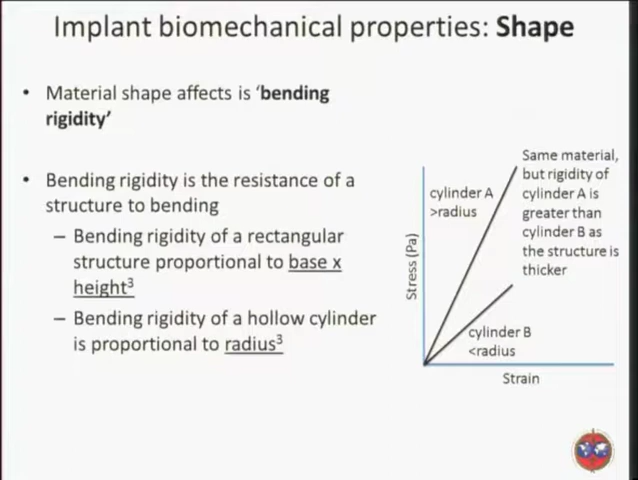 Implant biomechanical properties: Shape
• Material shape affects is ‘bending
rigidity’
• Bending rigidity is the resistance of a
structure to bending
– Bending rigidity of a rectangular
structure proportional to base x
height³
– Bending rigidity of a hollow cylinder
is proportional to radius³
Same material,
but rigidity of
cylinder A is
greater than
cylinder B as
the structure is
thicker
cylinder A
>radius
Stress (Pa)
cylinder B
<radius
Strain